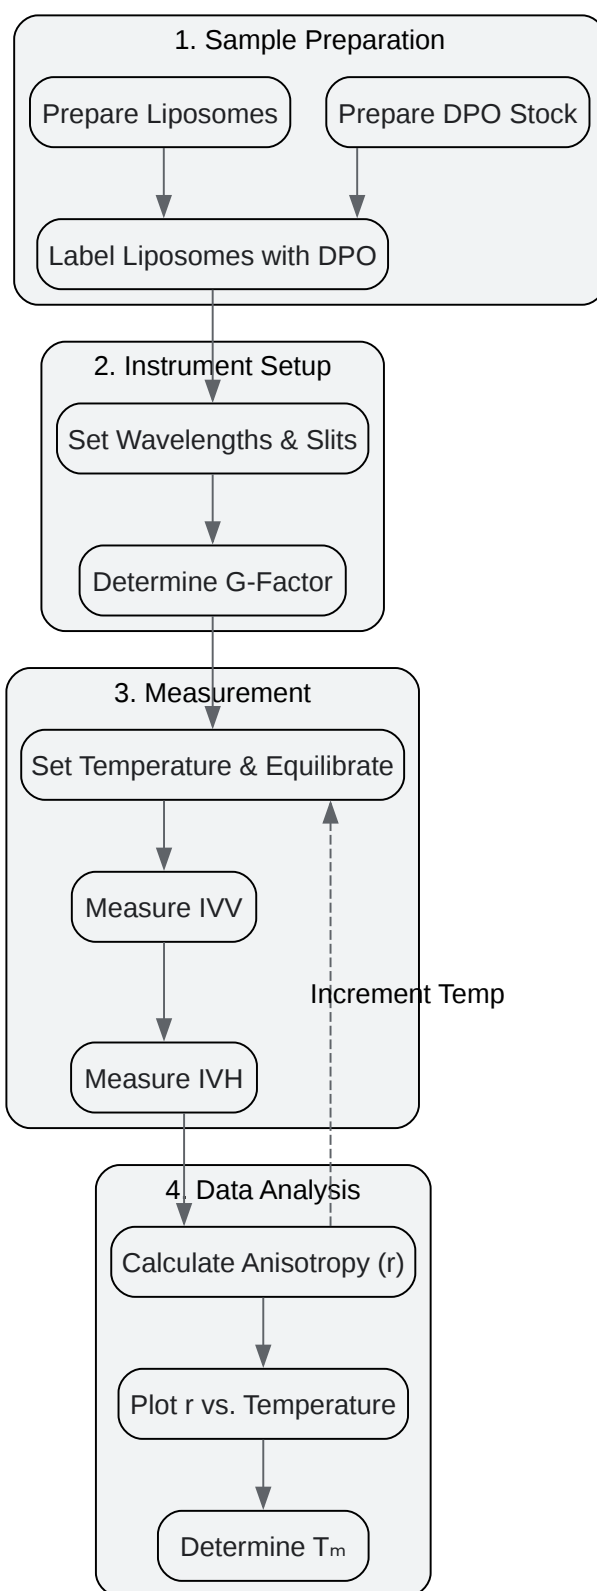 1. Sample Preparation
Prepare Liposomes
Prepare DPO Stock
Label Liposomes with DPO
2. Instrument Setup
Set Wavelengths & Slits
Determine G-Factor
3. Measurement
Set Temperature & Equilibrate
Measure IVV
Increment Temp
Measure IVH
4. Data Analysis
Calculate Anisotropy (r)
Plot r vs. Temperature
Determine Tₘ